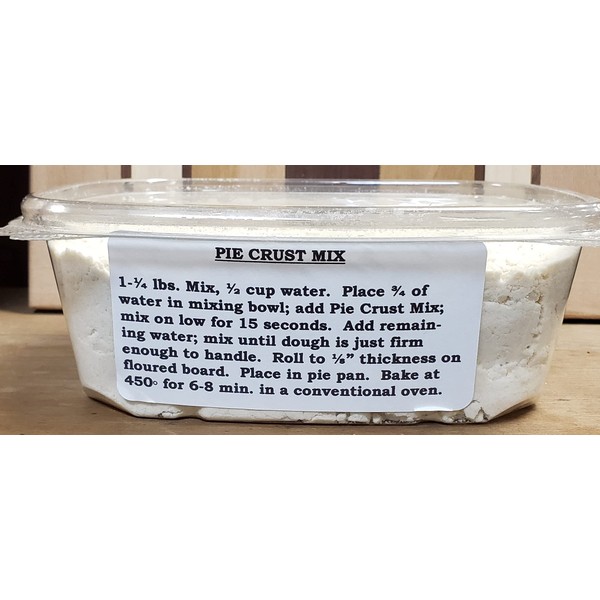 PIE CRUST MIX
1-¼ lbs. Mix, ½ cup water. Place ¾ of
water in mixing bowl; add Pie Crust Mix;
mix on low for 15 seconds. Add remain-
ing water; mix until dough is just firm
enough to handle. Roll to ⅛” thickness on
floured board. Place in pie pan. Bake at
450° for 6-8 min. in a conventional oven.